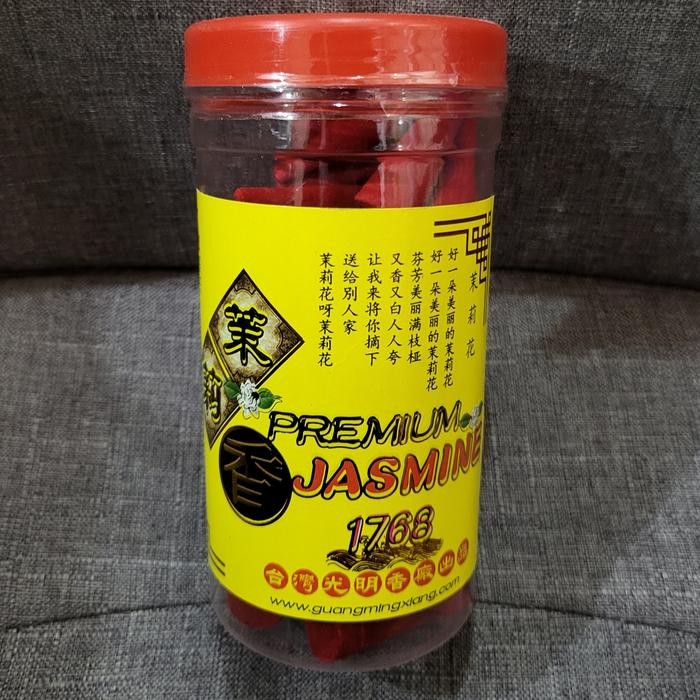 茉莉花
好一朵美丽的茉莉花
好一朵美丽的茉莉花
芬芳美丽满枝桠
又香又白人人夸
让我来将你摘下
送给别人家
茉莉花呀茉莉花
茉
莉
香
PREMIUM
JASMINE
1768
台灣光明香廠出品
www.guangmingxiang.com